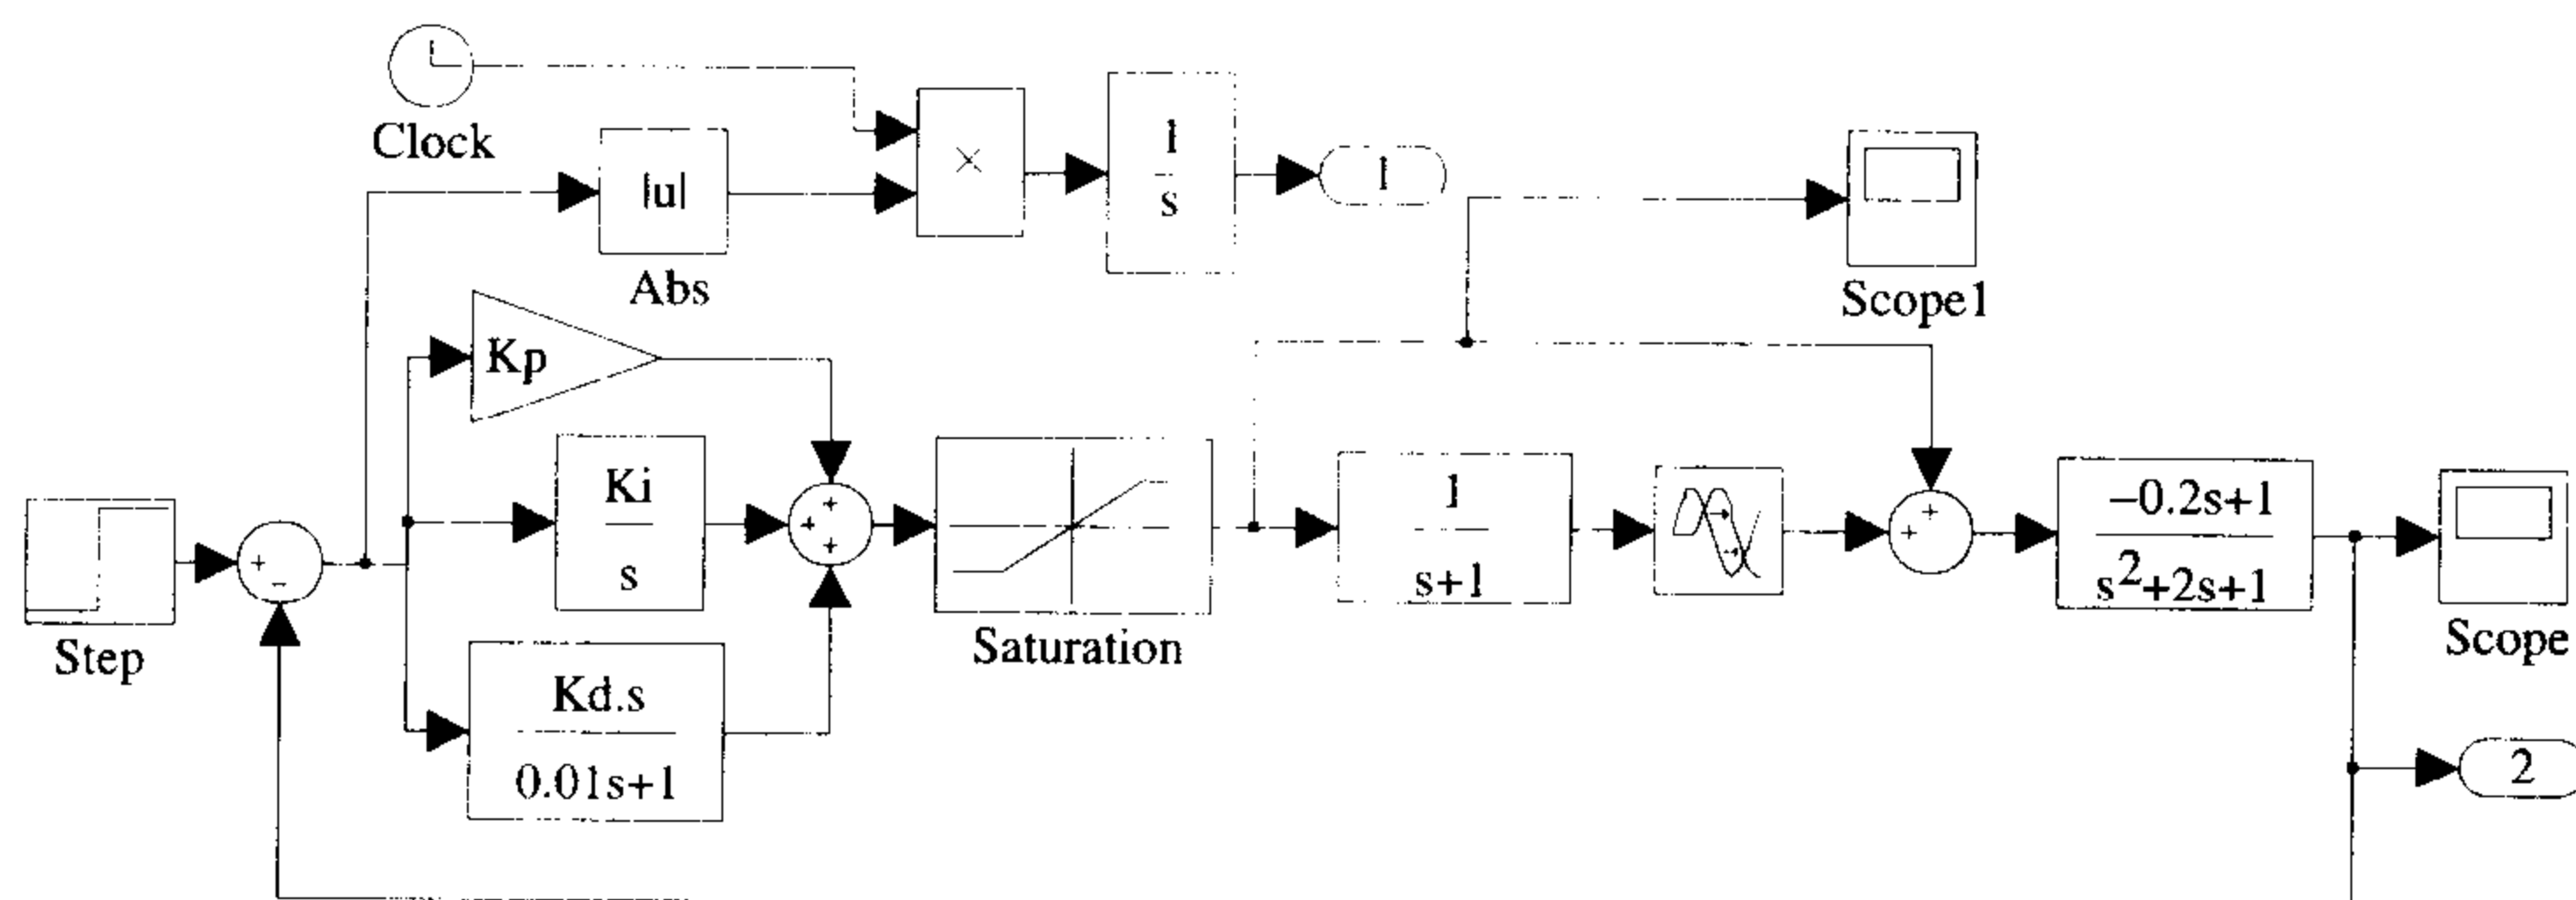 Clock
|u|
Abs
×
1
s
1
Scope1
Kp
Ki
s
Kd.s
0.01s+1
Step
+
−
+
+
+
Saturation
1
s+1
+
+
−0.2s+1
s²+2s+1
Scope
2